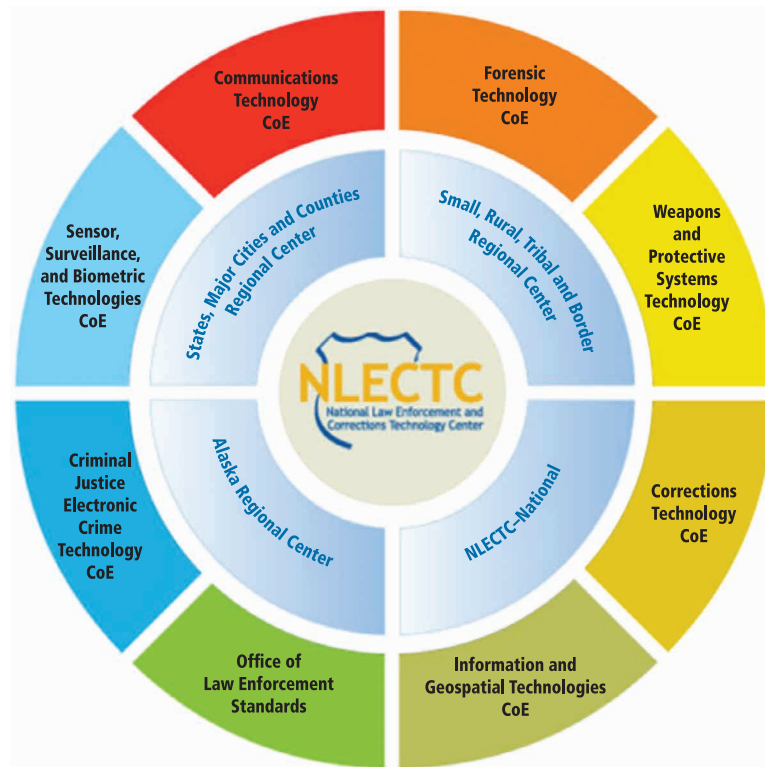 Communications
Technology
CoE
Forensic
Technology
CoE
Weapons
and
Protective
Systems
Technology
CoE
Corrections
Technology
CoE
Information and
Geospatial Technologies
CoE
Office of
Law Enforcement
Standards
Criminal
Justice
Electronic
Crime
Technology
CoE
Sensor,
Surveillance,
and Biometric
Technologies
CoE
States, Major Cities and Counties
Regional Center
Small, Rural, Tribal and Border
Regional Center
NLECTC–National
Alaska Regional Center
NLECTC
National Law Enforcement and
Corrections Technology Center